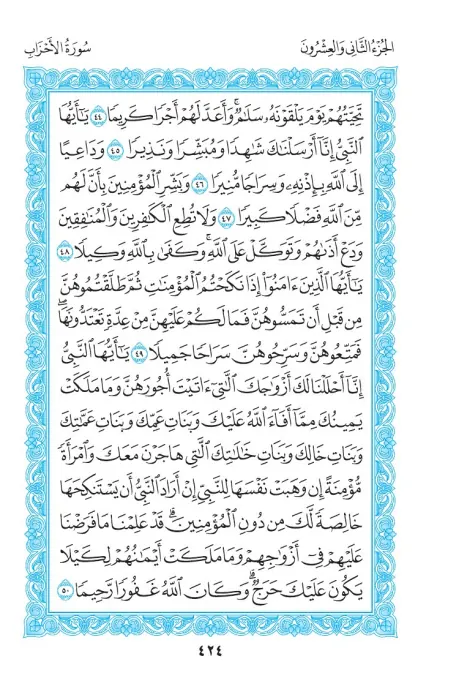 الجُزْءُ الثَّانِي وَالعِشْرُونَ
سُورَةُ الأَحْزَابِ
تَحِيَّتُهُمْ يَوْمَ يَلْقَوْنَهُۥ سَلَـٰمٌۚ وَأَعَدَّ لَهُمْ أَجْرًا كَرِيمًا ٤٤ يَـٰٓأَيُّهَا
ٱلنَّبِىُّ إِنَّآ أَرْسَلْنَـٰكَ شَـٰهِدًا وَمُبَشِّرًا وَنَذِيرًا ٤٥ وَدَاعِيًا
إِلَى ٱللَّهِ بِإِذْنِهِۦ وَسِرَاجًا مُّنِيرًا ٤٦ وَبَشِّرِ ٱلْمُؤْمِنِينَ بِأَنَّ لَهُم
مِّنَ ٱللَّهِ فَضْلًا كَبِيرًا ٤٧ وَلَا تُطِعِ ٱلْكَـٰفِرِينَ وَٱلْمُنَـٰفِقِينَ
وَدَعْ أَذَىٰهُمْ وَتَوَكَّلْ عَلَى ٱللَّهِۚ وَكَفَىٰ بِٱللَّهِ وَكِيلًا ٤٨
يَـٰٓأَيُّهَا ٱلَّذِينَ ءَامَنُوٓا۟ إِذَا نَكَحْتُمُ ٱلْمُؤْمِنَـٰتِ ثُمَّ طَلَّقْتُمُوهُنَّ
مِن قَبْلِ أَن تَمَسُّوهُنَّ فَمَا لَكُمْ عَلَيْهِنَّ مِنْ عِدَّةٍ تَعْتَدُّونَهَاۖ
فَمَتِّعُوهُنَّ وَسَرِّحُوهُنَّ سَرَاحًا جَمِيلًا ٤٩ يَـٰٓأَيُّهَا ٱلنَّبِىُّ
إِنَّآ أَحْلَلْنَا لَكَ أَزْوَٰجَكَ ٱلَّـٰتِىٓ ءَاتَيْتَ أُجُورَهُنَّ وَمَا مَلَكَتْ
يَمِينُكَ مِمَّآ أَفَآءَ ٱللَّهُ عَلَيْكَ وَبَنَاتِ عَمِّكَ وَبَنَاتِ عَمَّـٰتِكَ
وَبَنَاتِ خَالِكَ وَبَنَاتِ خَـٰلَـٰتِكَ ٱلَّـٰتِى هَاجَرْنَ مَعَكَ وَٱمْرَأَةً
مُّؤْمِنَةً إِن وَهَبَتْ نَفْسَهَا لِلنَّبِىِّ إِنْ أَرَادَ ٱلنَّبِىُّ أَن يَسْتَنكِحَهَا
خَالِصَةً لَّكَ مِن دُونِ ٱلْمُؤْمِنِينَۗ قَدْ عَلِمْنَا مَا فَرَضْنَا
عَلَيْهِمْ فِىٓ أَزْوَٰجِهِمْ وَمَا مَلَكَتْ أَيْمَـٰنُهُمْ لِكَيْلَا
يَكُونَ عَلَيْكَ حَرَجٌۗ وَكَانَ ٱللَّهُ غَفُورًا رَّحِيمًا ٥٠
٤٢٤